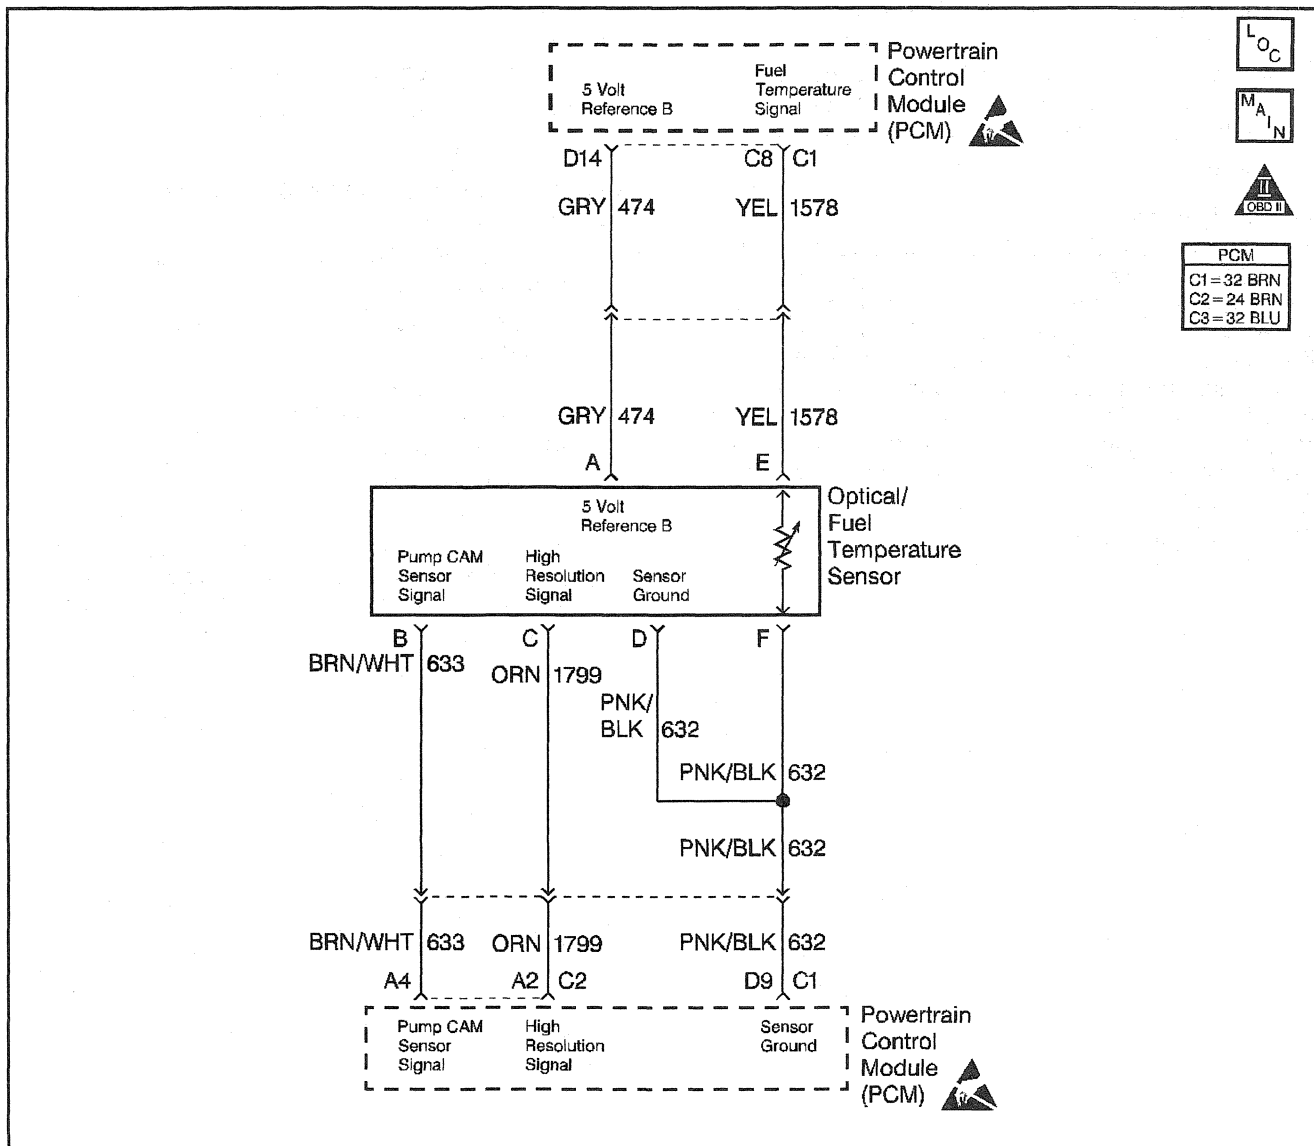 5 Volt
Reference B
Fuel
Temperature
Signal
Powertrain
Control
Module
(PCM)
LOC
MAIN
II
OBD II
PCM
C1=32 BRN
C2=24 BRN
C3=32 BLU
D14
C8
C1
GRY
474
YEL
1578
GRY
474
YEL
1578
A
E
5 Volt
Reference B
Pump CAM
Sensor
Signal
High
Resolution
Signal
Sensor
Ground
Optical/
Fuel
Temperature
Sensor
B
C
D
F
BRN/WHT
633
ORN
1799
PNK/
BLK
632
PNK/BLK
632
PNK/BLK
632
BRN/WHT
633
ORN
1799
PNK/BLK
632
A4
A2
C2
D9
C1
Pump CAM
Sensor
Signal
High
Resolution
Signal
Sensor
Ground
Powertrain
Control
Module
(PCM)